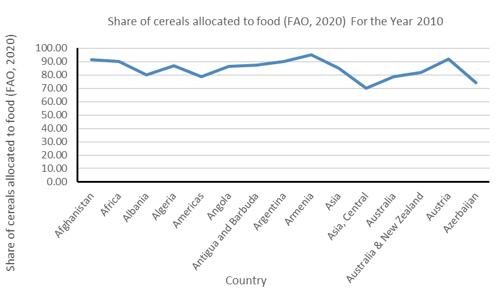 Share of cereals allocated to food (FAO, 2020) For the Year 2010
Share of cereals allocated to food (FAO, 2020)
100.00
90.00
80.00
70.00
60.00
50.00
40.00
30.00
20.00
10.00
0.00
Afghanistan
Africa
Albania
Algeria
Americas
Angola
Antigua and Barbuda
Argentina
Armenia
Asia
Asia, Central
Australia
Australia & New Zealand
Austria
Azerbaijan
Country